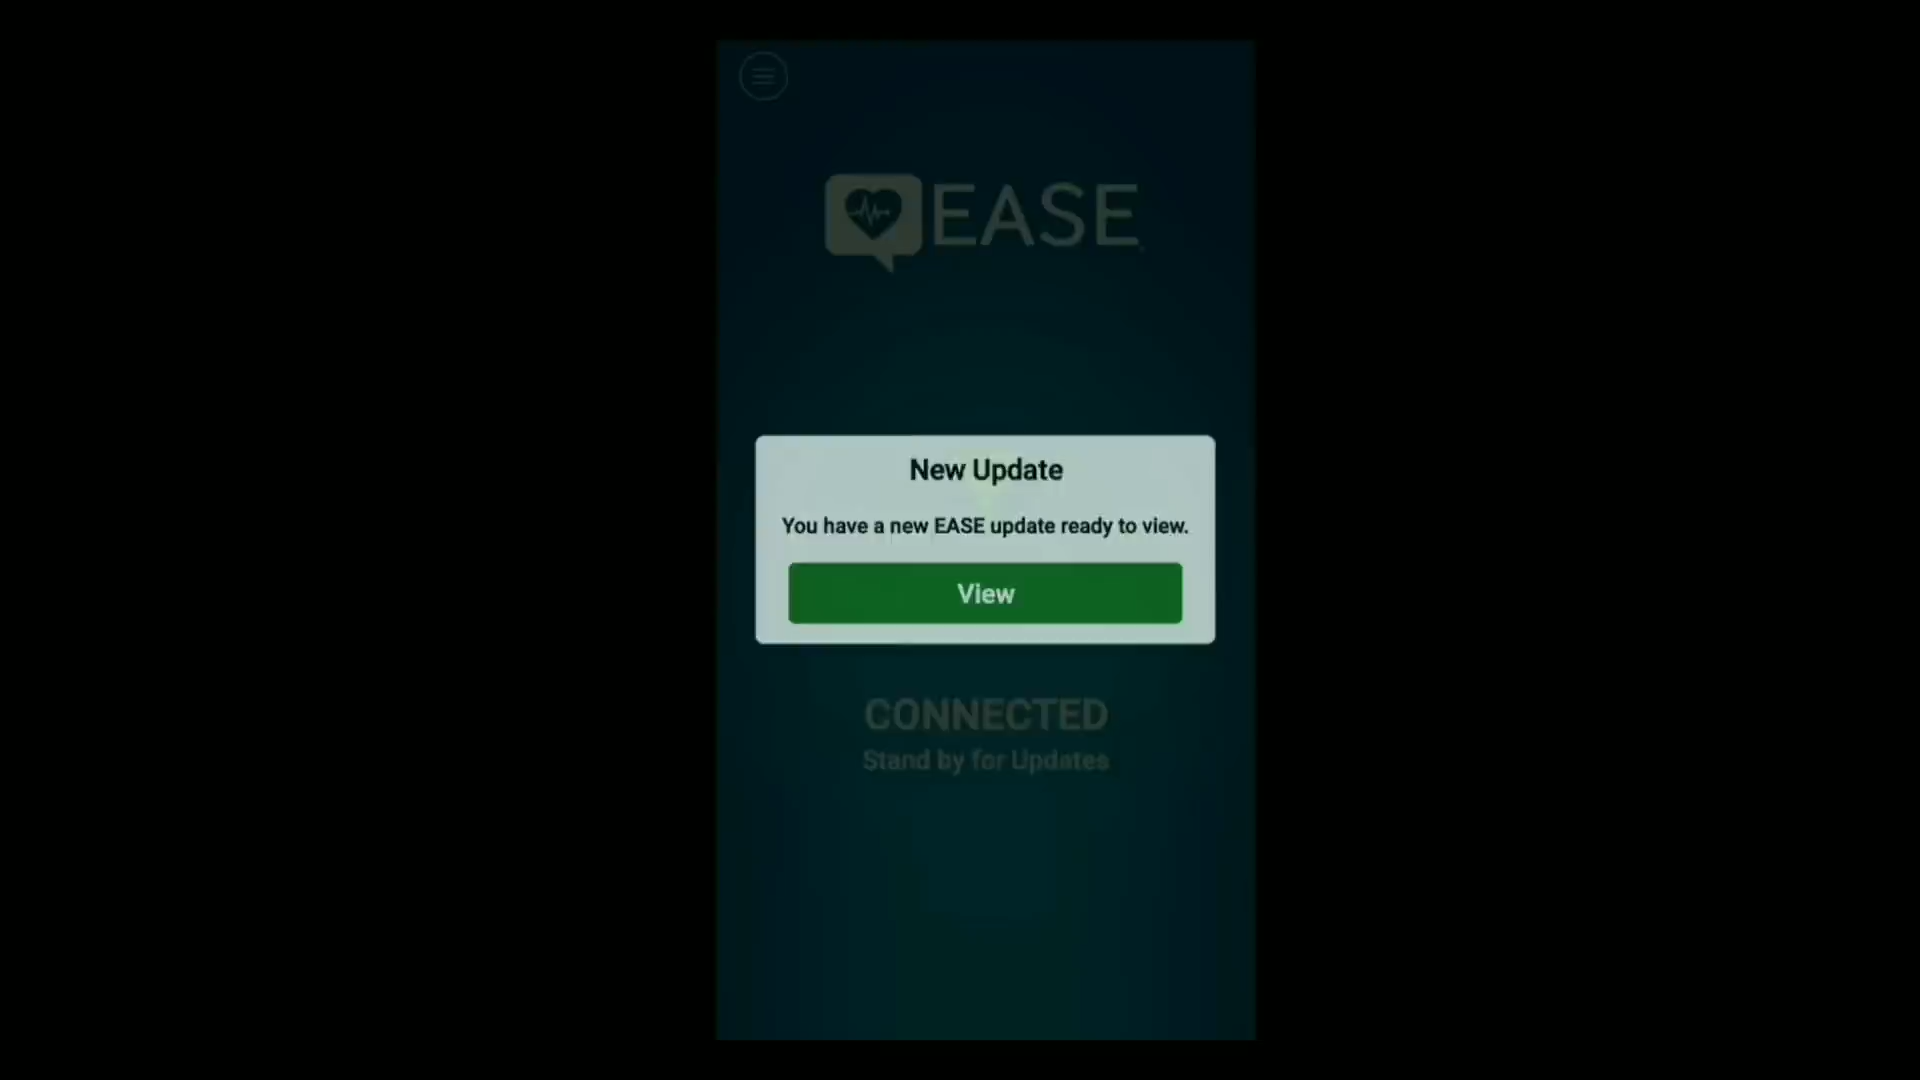 EASE
New Update
You have a new EASE update ready to view.
View
CONNECTED
Stand by for Updates